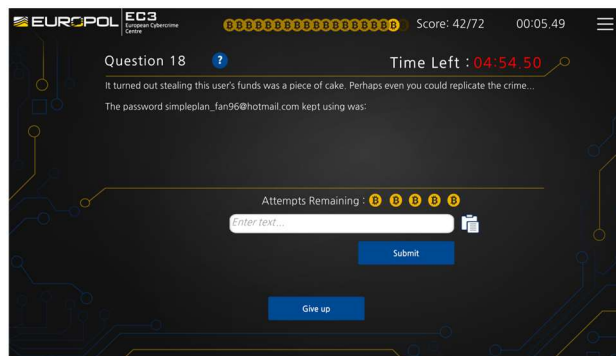 EUROPOL EC3 European Cybercrime Centre Score: 42/72 00:05.49
Question 18 ? Time Left : 04:54.50
It turned out stealing this user's funds was a piece of cake. Perhaps even you could replicate the crime...
The password simpleplan_fan96@hotmail.com kept using was:
Attempts Remaining :
Enter text...
Submit
Give up